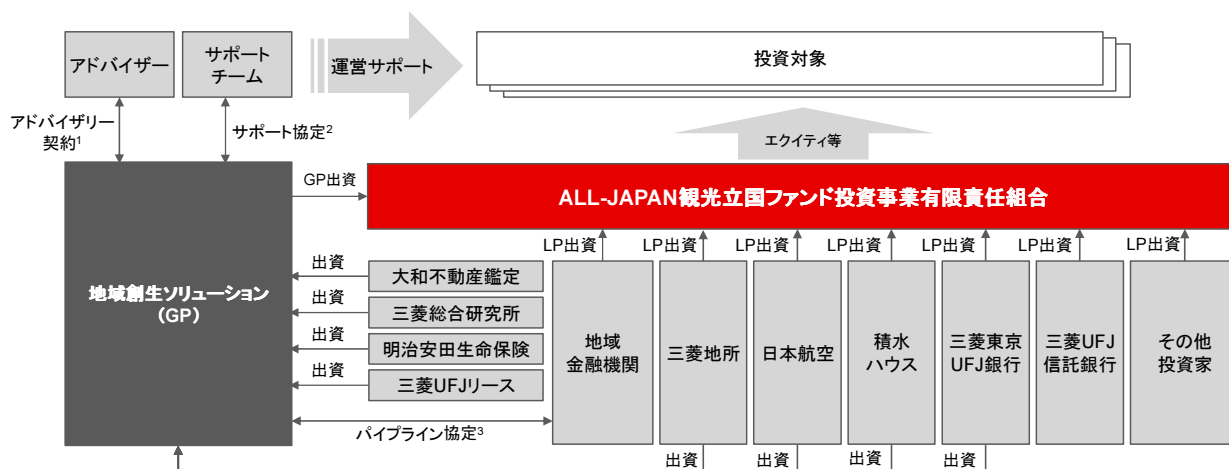 アドバイザー
サポート
チーム
運営サポート
投資対象
アドバイザリー
契約1
サポート協定2
エクイティ等
GP出資
ALL-JAPAN観光立国ファンド投資事業有限責任組合
LP出資
LP出資
LP出資
LP出資
LP出資
LP出資
LP出資
地域創生ソリューション
(GP)
出資
大和不動産鑑定
出資
三菱総合研究所
出資
明治安田生命保険
出資
三菱UFJリース
地域
金融機関
三菱地所
日本航空
積水
ハウス
三菱東京
UFJ銀行
三菱UFJ
信託銀行
その他
投資家
パイプライン協定3
出資
出資
出資
出資